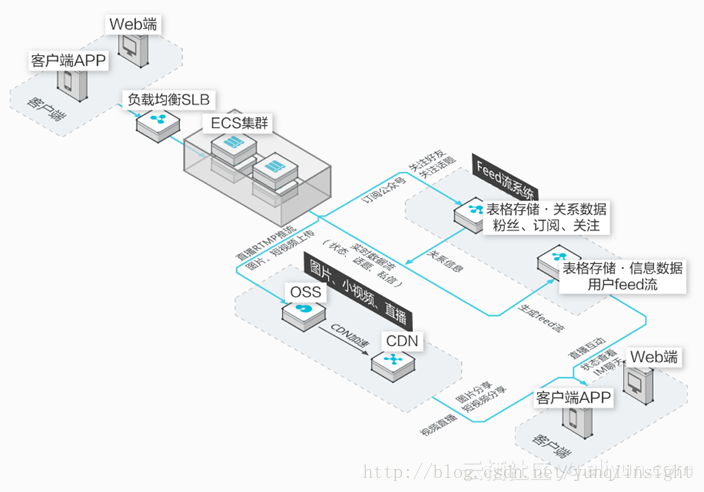 Web端
客户端APP
客户端
负载均衡SLB
ECS集群
订阅公众号
关注好友
关注话题
Feed流系统
表格存储·关系数据
粉丝、订阅、关注
直播RTMP推流
图片、短视频上传
实时数据流
（状态、话题、私信）
关系信息
表格存储·信息数据
用户feed流
图片、小视频、直播
OSS
CDN加速
CDN
生成feed流
直播互动
状态查看
IM聊天
Web端
客户端APP
图片分享
短视频分享
视频直播
客户端
云栖社区 yq.aliyun.com
http://blog.csdn.net/yunqiinsight